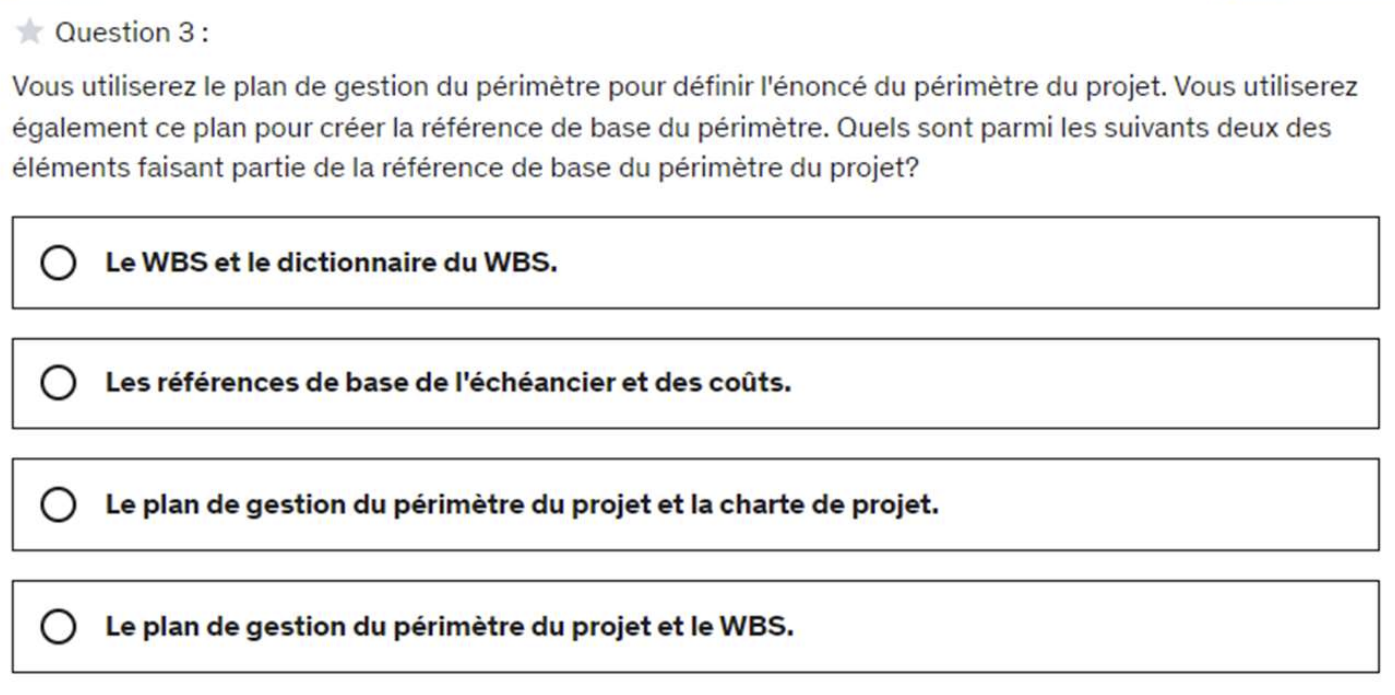 Question 3 :
Vous utiliserez le plan de gestion du périmètre pour définir l'énoncé du périmètre du projet. Vous utiliserez
également ce plan pour créer la référence de base du périmètre. Quels sont parmi les suivants deux des
éléments faisant partie de la référence de base du périmètre du projet?
Le WBS et le dictionnaire du WBS.
Les références de base de l'échéancier et des coûts.
Le plan de gestion du périmètre du projet et la charte de projet.
Le plan de gestion du périmètre du projet et le WBS.